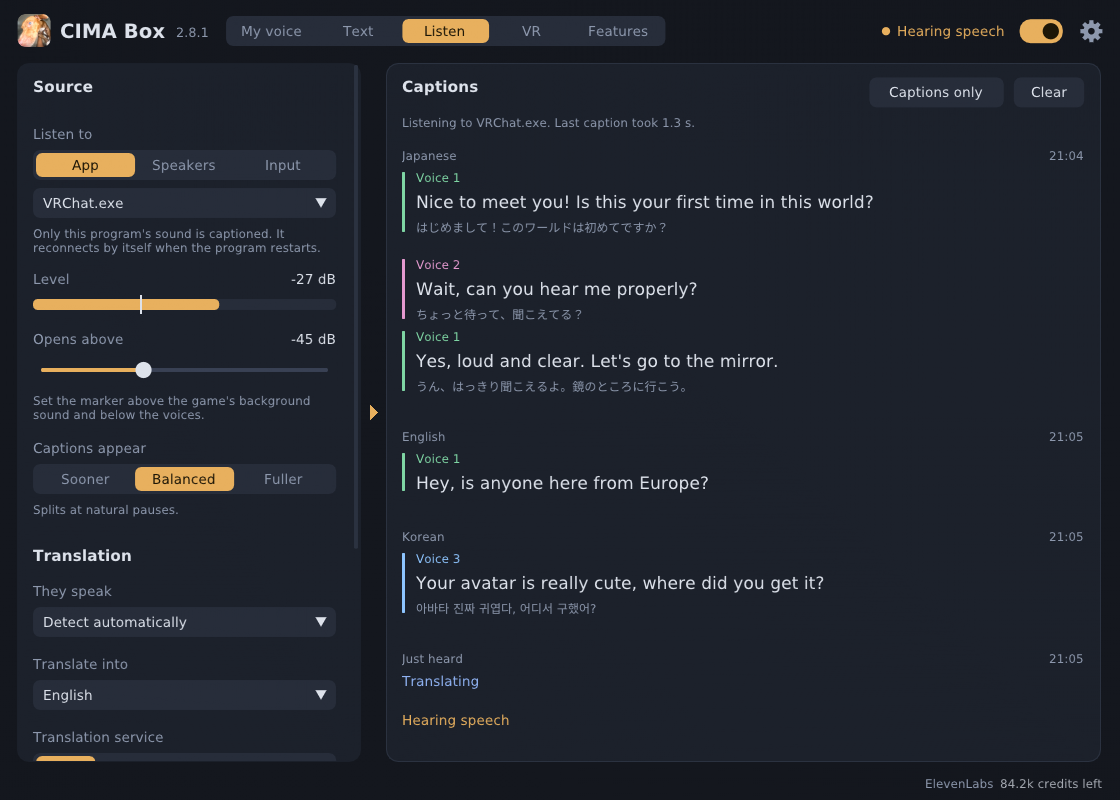 CIMA Box 2.8.1
My voice
Text
Listen
VR
Features
Hearing speech
Source
Listen to
App
Speakers
Input
VRChat.exe
Only this program's sound is captioned. It
reconnects by itself when the program restarts.
Level
-27 dB
Opens above
-45 dB
Set the marker above the game's background
sound and below the voices.
Captions appear
Sooner
Balanced
Fuller
Splits at natural pauses.
Translation
They speak
Detect automatically
Translate into
English
Translation service
Captions
Captions only
Clear
Listening to VRChat.exe. Last caption took 1.3 s.
Japanese
21:04
Voice 1
Nice to meet you! Is this your first time in this world?
はじめまして！このワールドは初めてですか？
Voice 2
Wait, can you hear me properly?
ちょっと待って、聞こえてる？
Voice 1
Yes, loud and clear. Let's go to the mirror.
うん、はっきり聞こえるよ。鏡のところに行こう。
English
21:05
Voice 1
Hey, is anyone here from Europe?
Korean
21:05
Voice 3
Your avatar is really cute, where did you get it?
아바타 진짜 귀엽다, 어디서 구했어?
Just heard
21:05
Translating
Hearing speech
ElevenLabs 84.2k credits left